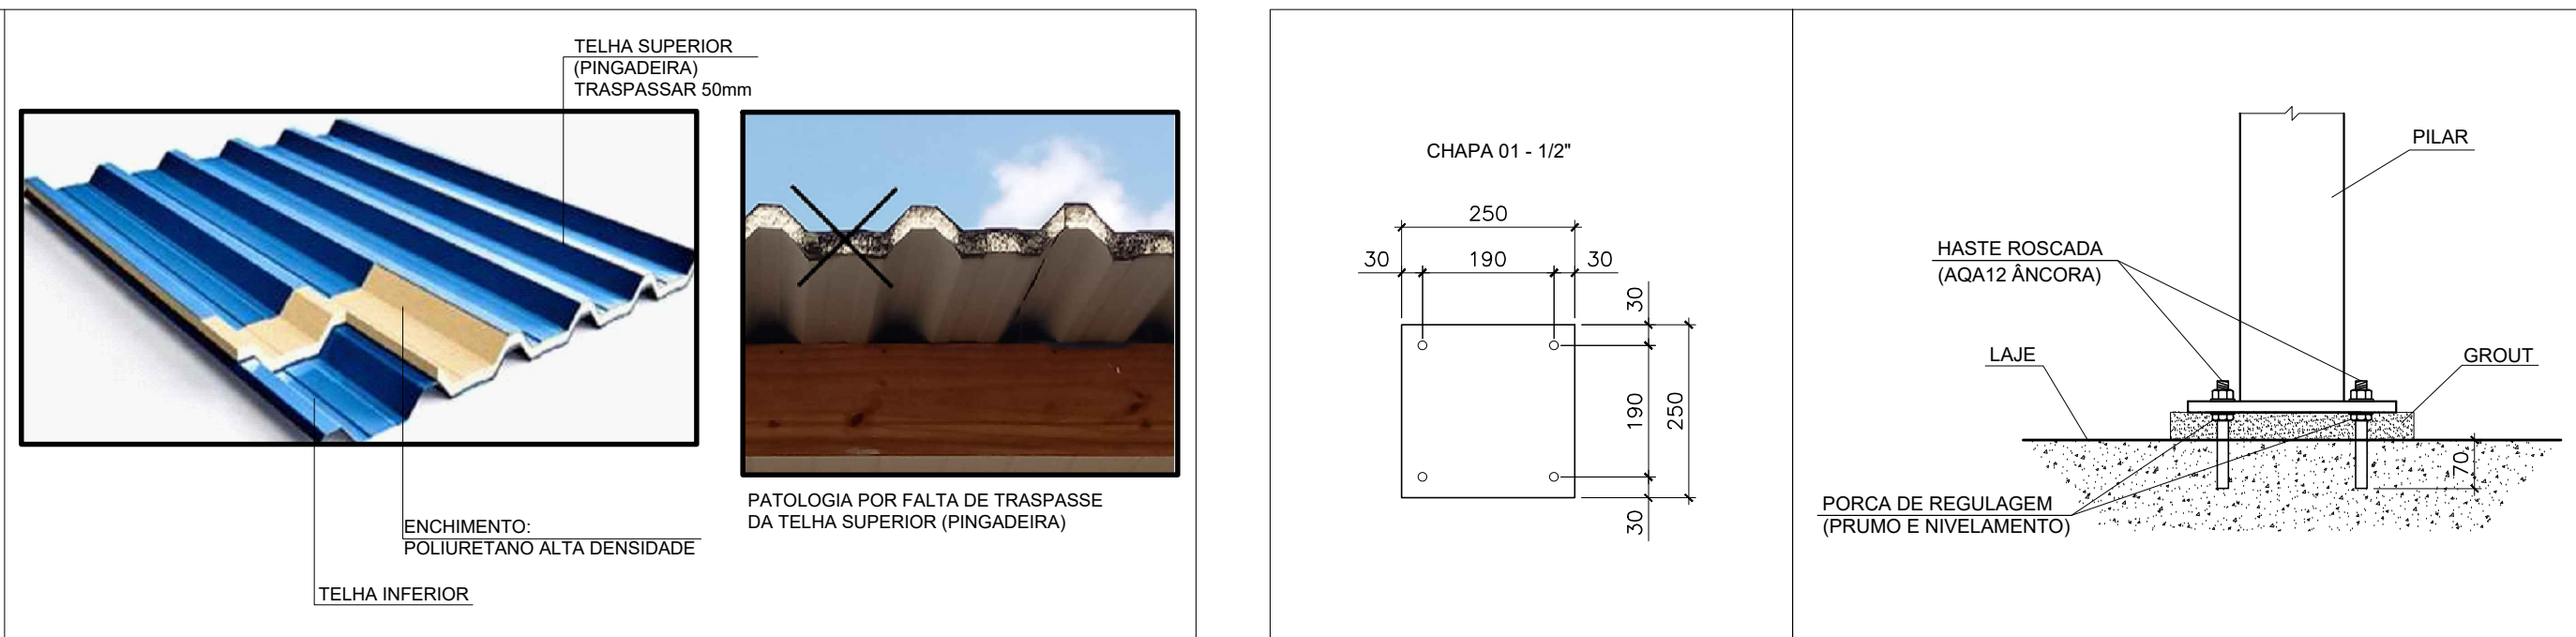 TELHA SUPERIOR
(PINGADEIRA)
TRASPASSAR 50mm
ENCHIMENTO:
POLIURETANO ALTA DENSIDADE
TELHA INFERIOR
PATOLOGIA POR FALTA DE TRASPASSE
DA TELHA SUPERIOR (PINGADEIRA)
CHAPA 01 - 1/2"
250
30 190 30
30
190
250
30
PILAR
HASTE ROSCADA
(AQA12 ÂNCORA)
LAJE
GROUT
70
PORCA DE REGULAGEM
(PRUMO E NIVELAMENTO)